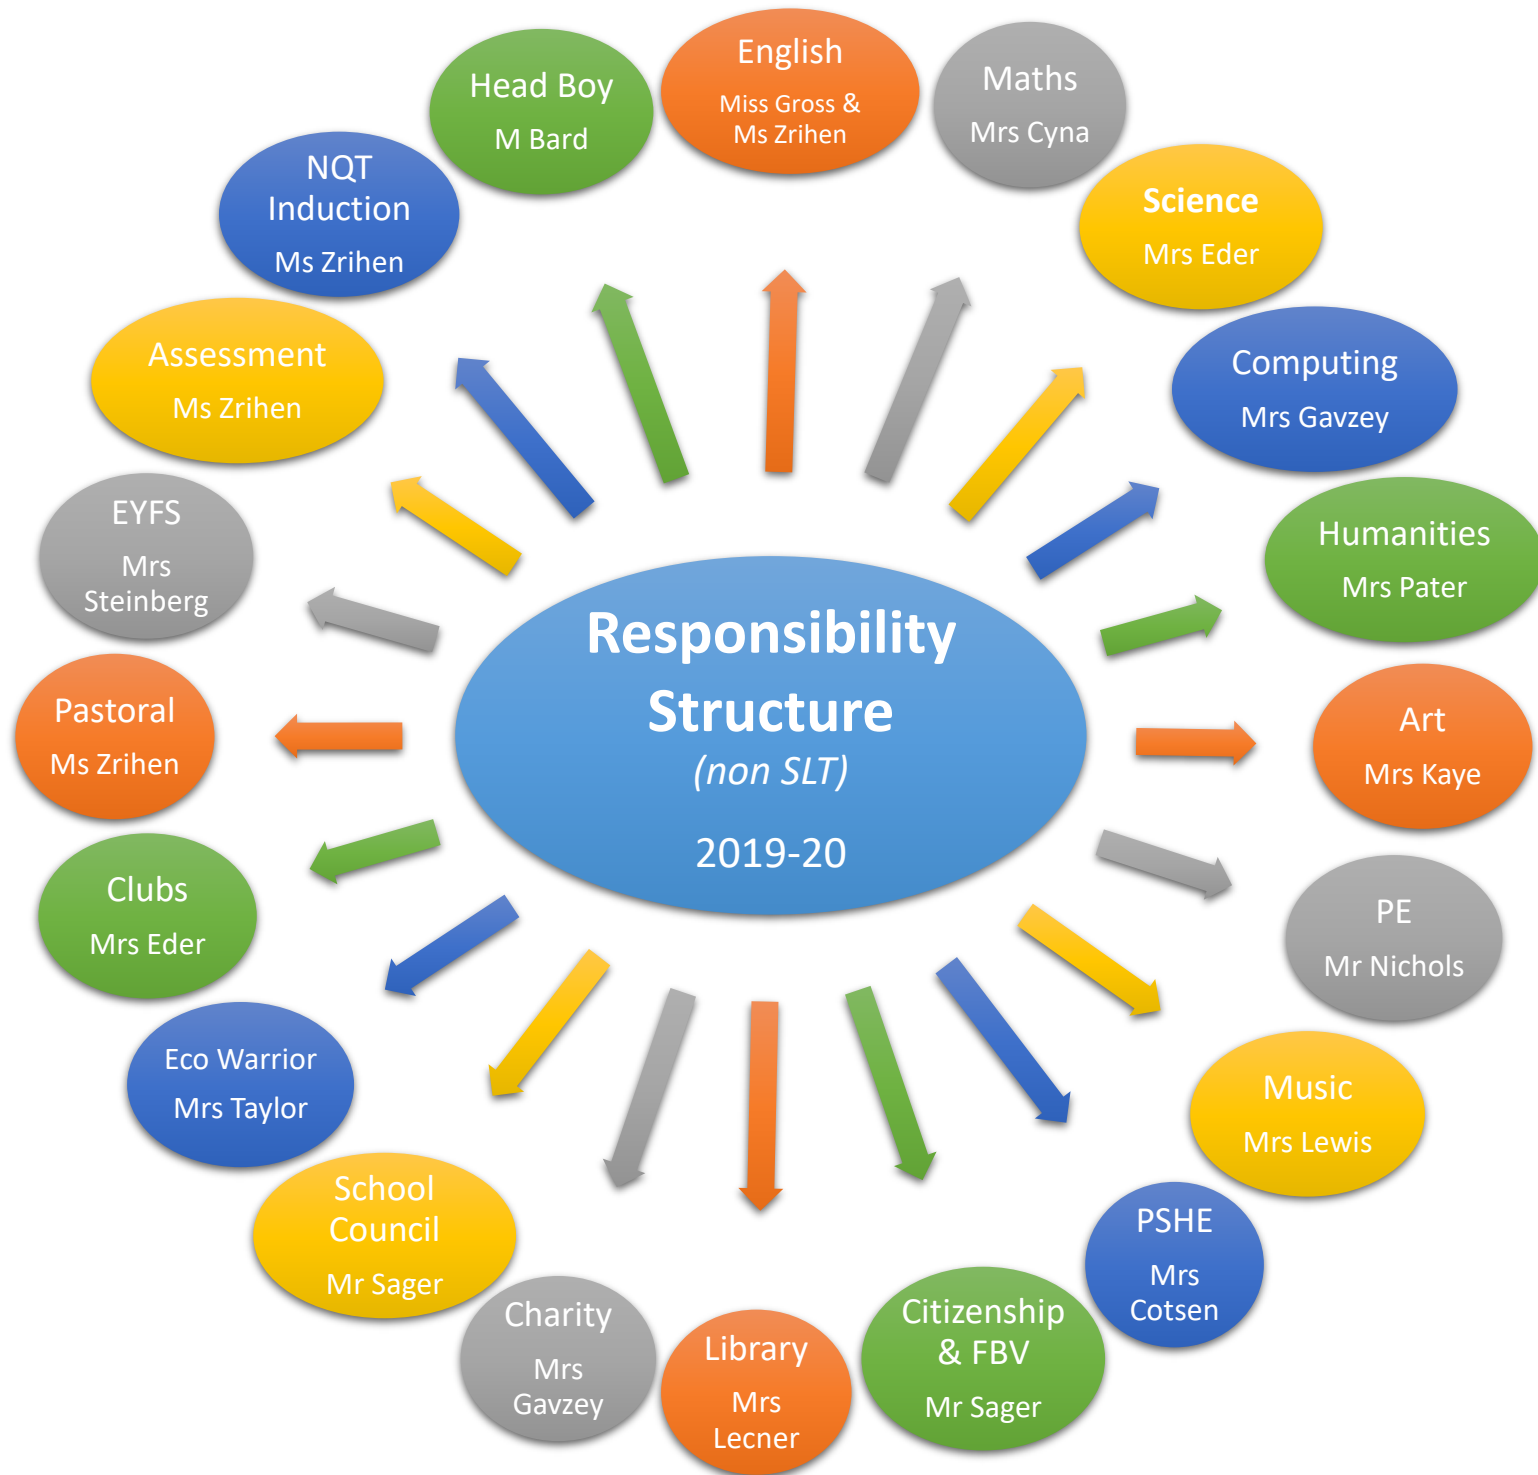 Responsibility
Structure
(non SLT)
2019-20
English
Miss Gross &
Ms Zrihen
Maths
Mrs Cyna
Science
Mrs Eder
Computing
Mrs Gavzey
Humanities
Mrs Pater
Art
Mrs Kaye
PE
Mr Nichols
Music
Mrs Lewis
PSHE
Mrs
Cotsen
Citizenship
& FBV
Mr Sager
Library
Mrs
Lecner
Charity
Mrs
Gavzey
School
Council
Mr Sager
Eco Warrior
Mrs Taylor
Clubs
Mrs Eder
Pastoral
Ms Zrihen
EYFS
Mrs
Steinberg
Assessment
Ms Zrihen
NQT
Induction
Ms Zrihen
Head Boy
M Bard